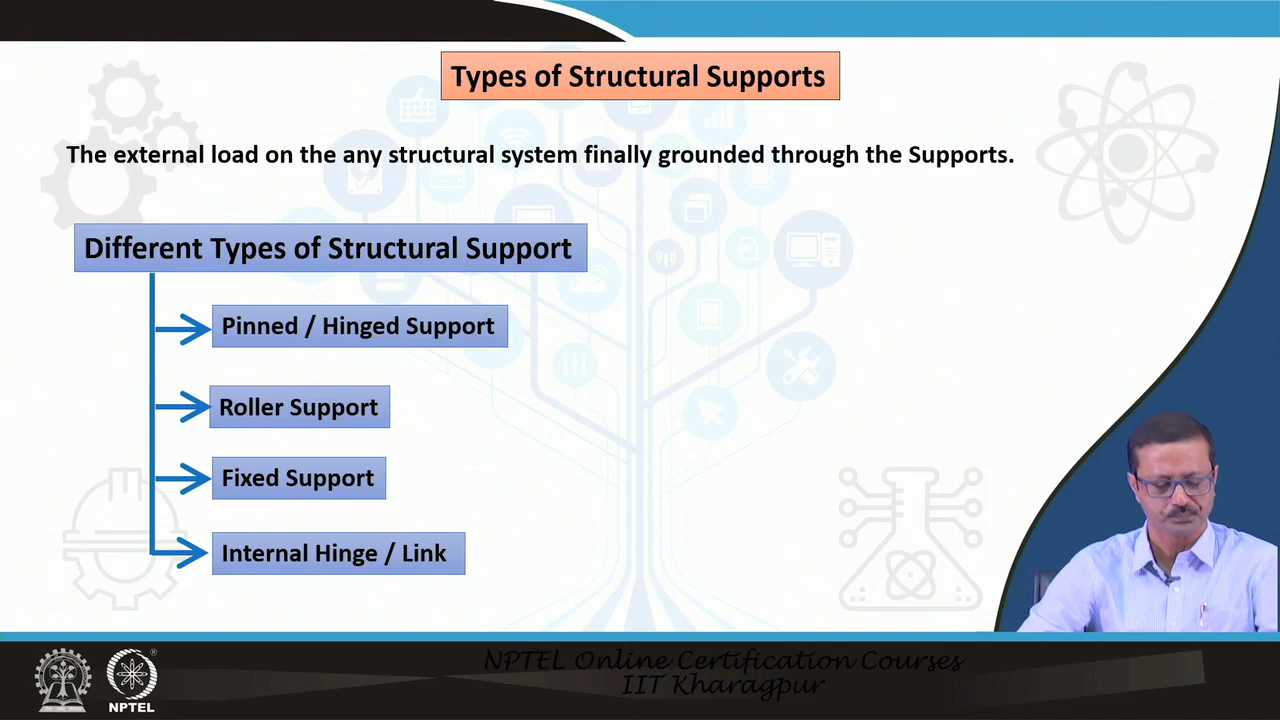 Types of Structural Supports
The external load on the any structural system finally grounded through the Supports.
Different Types of Structural Support
Pinned / Hinged Support
Roller Support
Fixed Support
Internal Hinge / Link
NPTEL Online Certification Courses
IIT Kharagpur
®
NPTEL